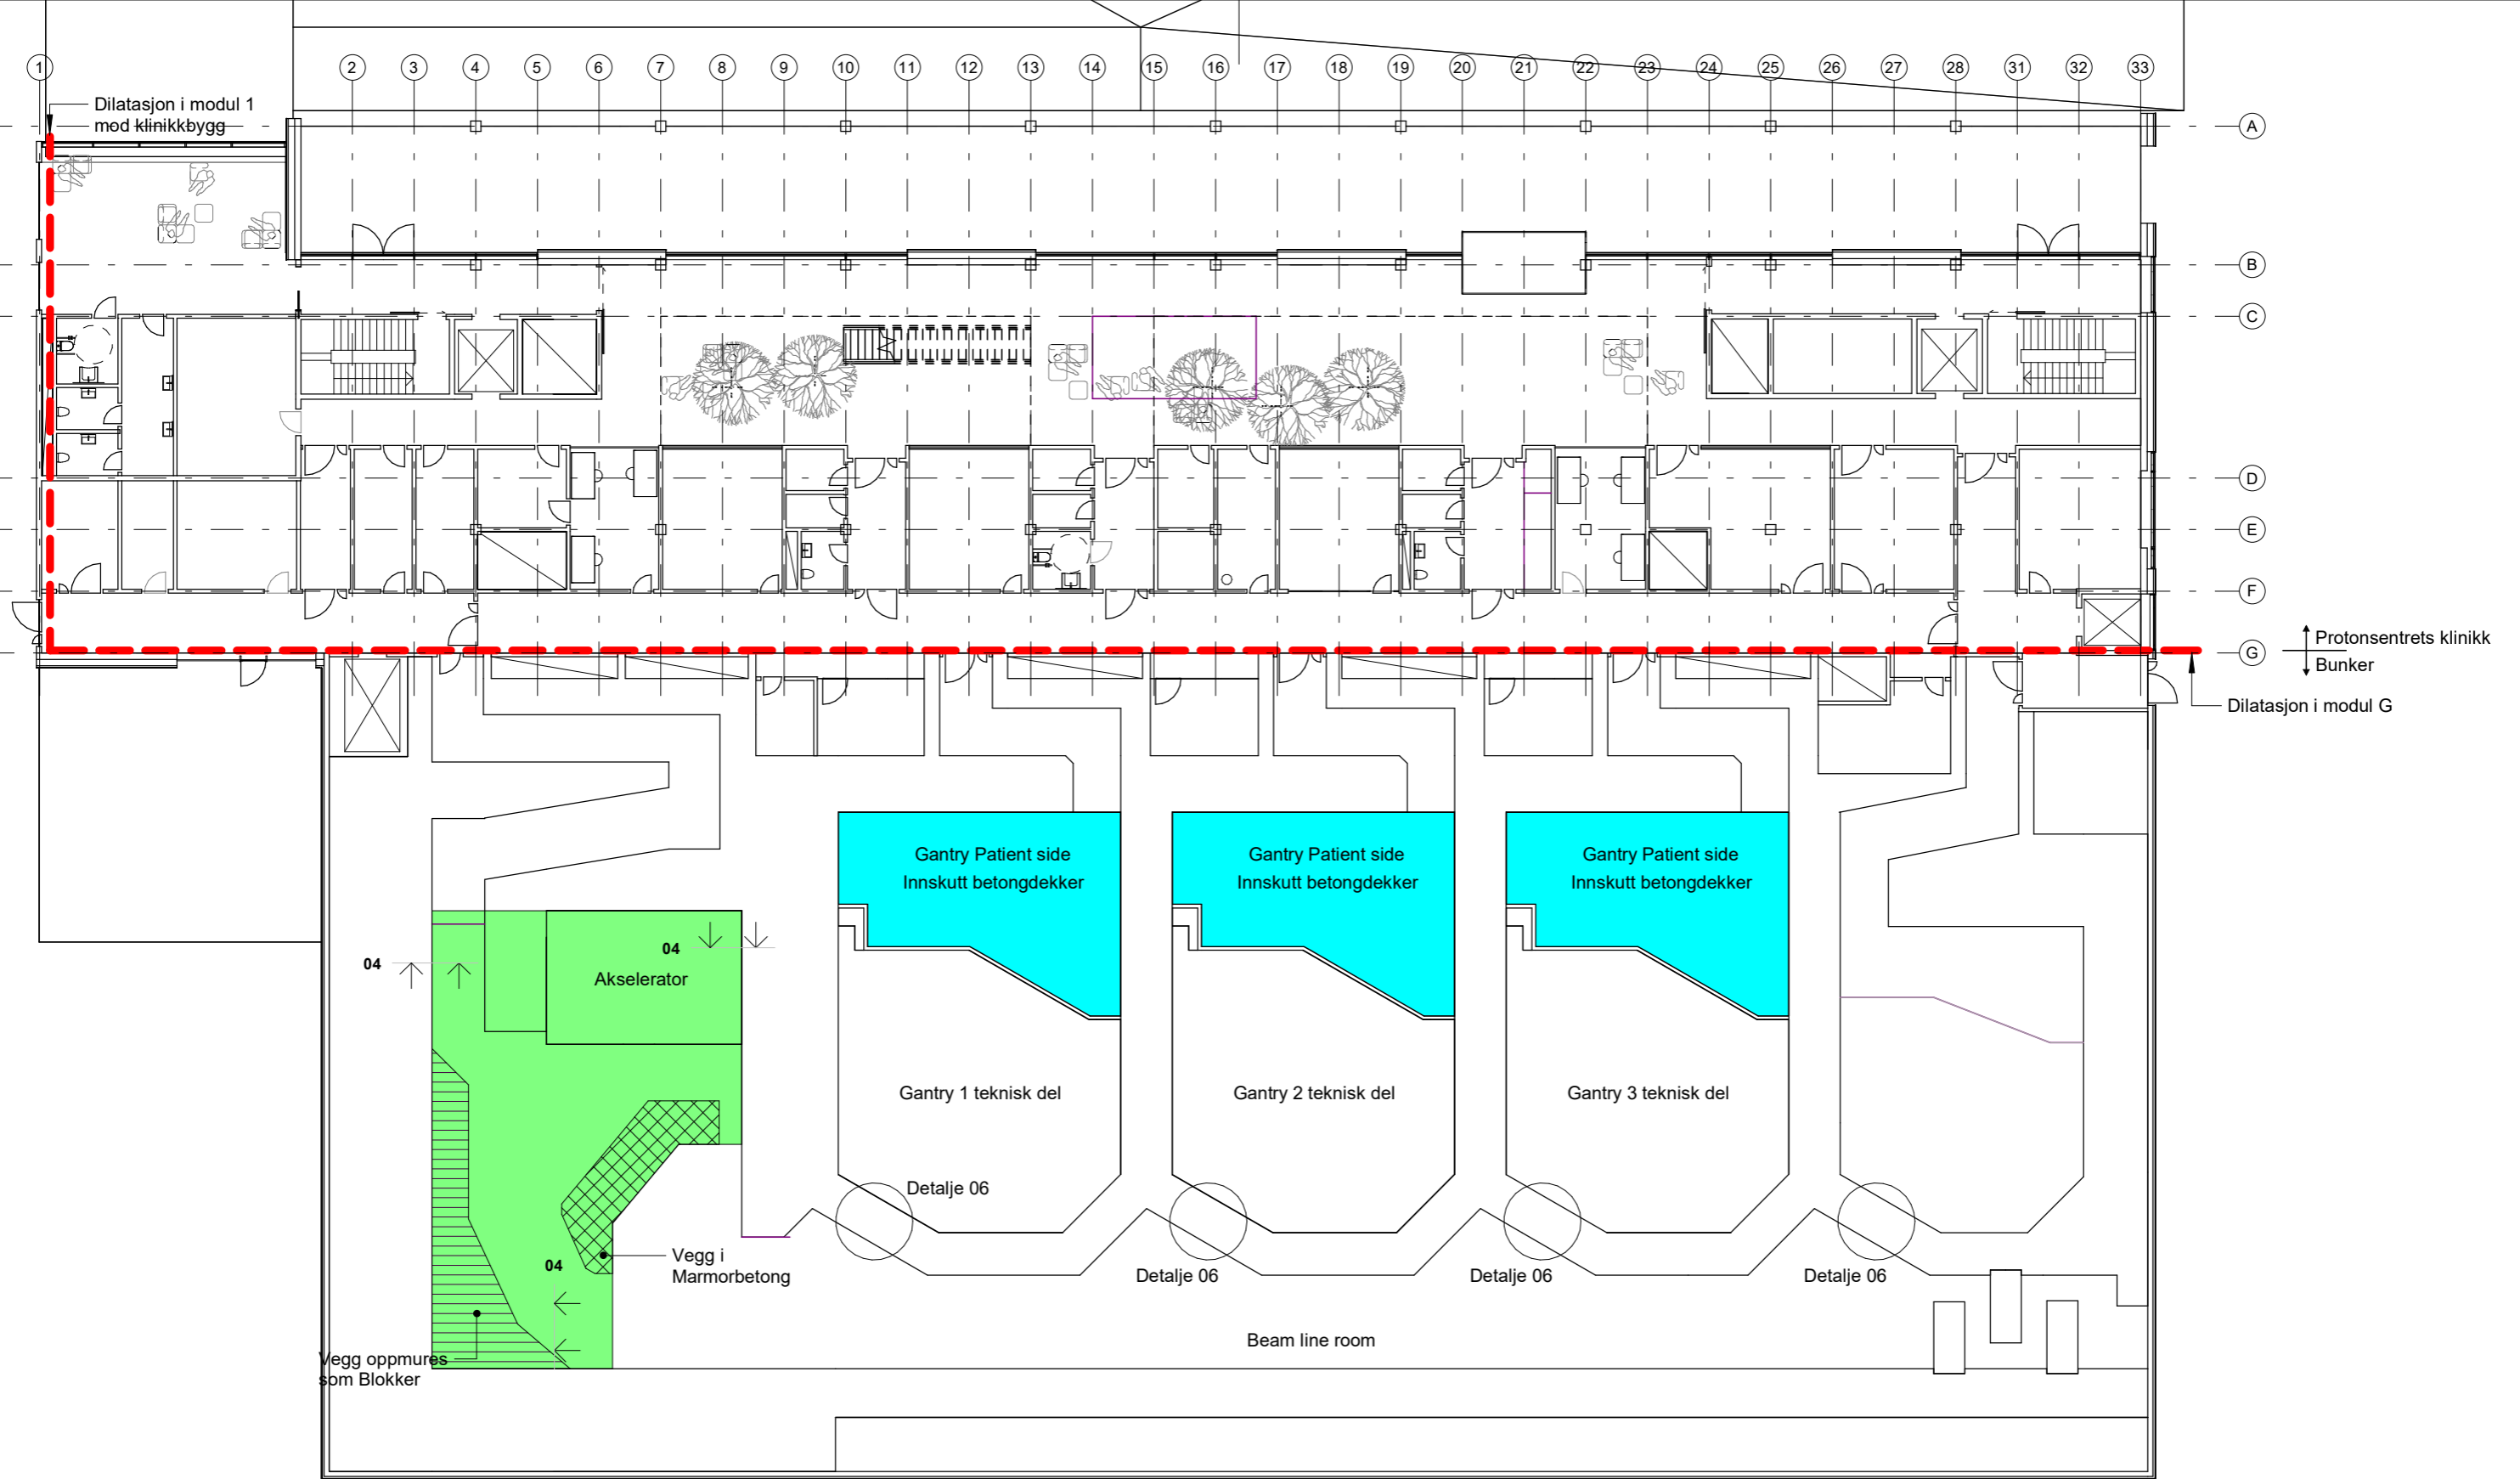 1 2 3 4 5 6 7 8 9 10 11 12 13 14 15 16 17 18 19 20 21 22 23 24 25 26 27 28 31 32 33
Dilatasjon i modul 1
mod klinikkbygg
A
B
C
D
E
F
G
Protonsentrets klinikk
Bunker
Dilatasjon i modul G
Gantry Patient side
Innskutt betongdekker
Gantry Patient side
Innskutt betongdekker
Gantry Patient side
Innskutt betongdekker
04
04
Akselerator
Gantry 1 teknisk del
Gantry 2 teknisk del
Gantry 3 teknisk del
Detalje 06
Vegg i
Marmorbetong
04
Detalje 06
Detalje 06
Detalje 06
Beam line room
Vegg oppmures
som Blokker